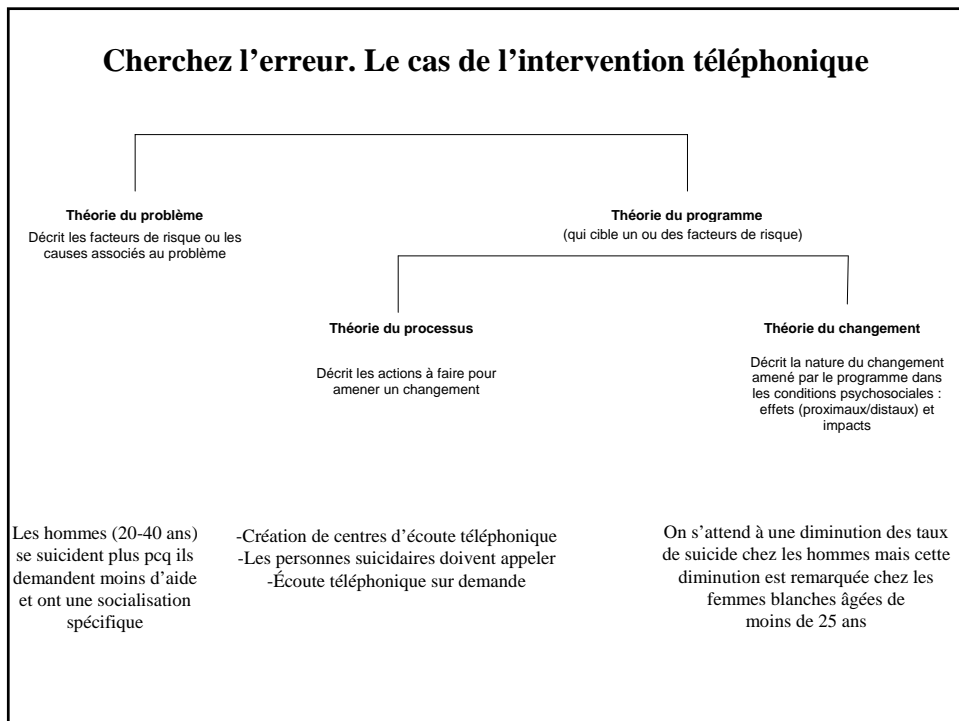 Cherchez l’erreur. Le cas de l’intervention téléphonique
Théorie du problème
Décrit les facteurs de risque ou les
causes associés au problème
Théorie du programme
(qui cible un ou des facteurs de risque)
Théorie du processus
Décrit les actions à faire pour
amener un changement
Théorie du changement
Décrit la nature du changement
amené par le programme dans
les conditions psychosociales :
effets (proximaux/distaux) et
impacts
Les hommes (20-40 ans)
se suicident plus pcq ils
demandent moins d’aide
et ont une socialisation
spécifique
-Création de centres d’écoute téléphonique
-Les personnes suicidaires doivent appeler
-Écoute téléphonique sur demande
On s’attend à une diminution des taux
de suicide chez les hommes mais cette
diminution est remarquée chez les
femmes blanches âgées de
moins de 25 ans